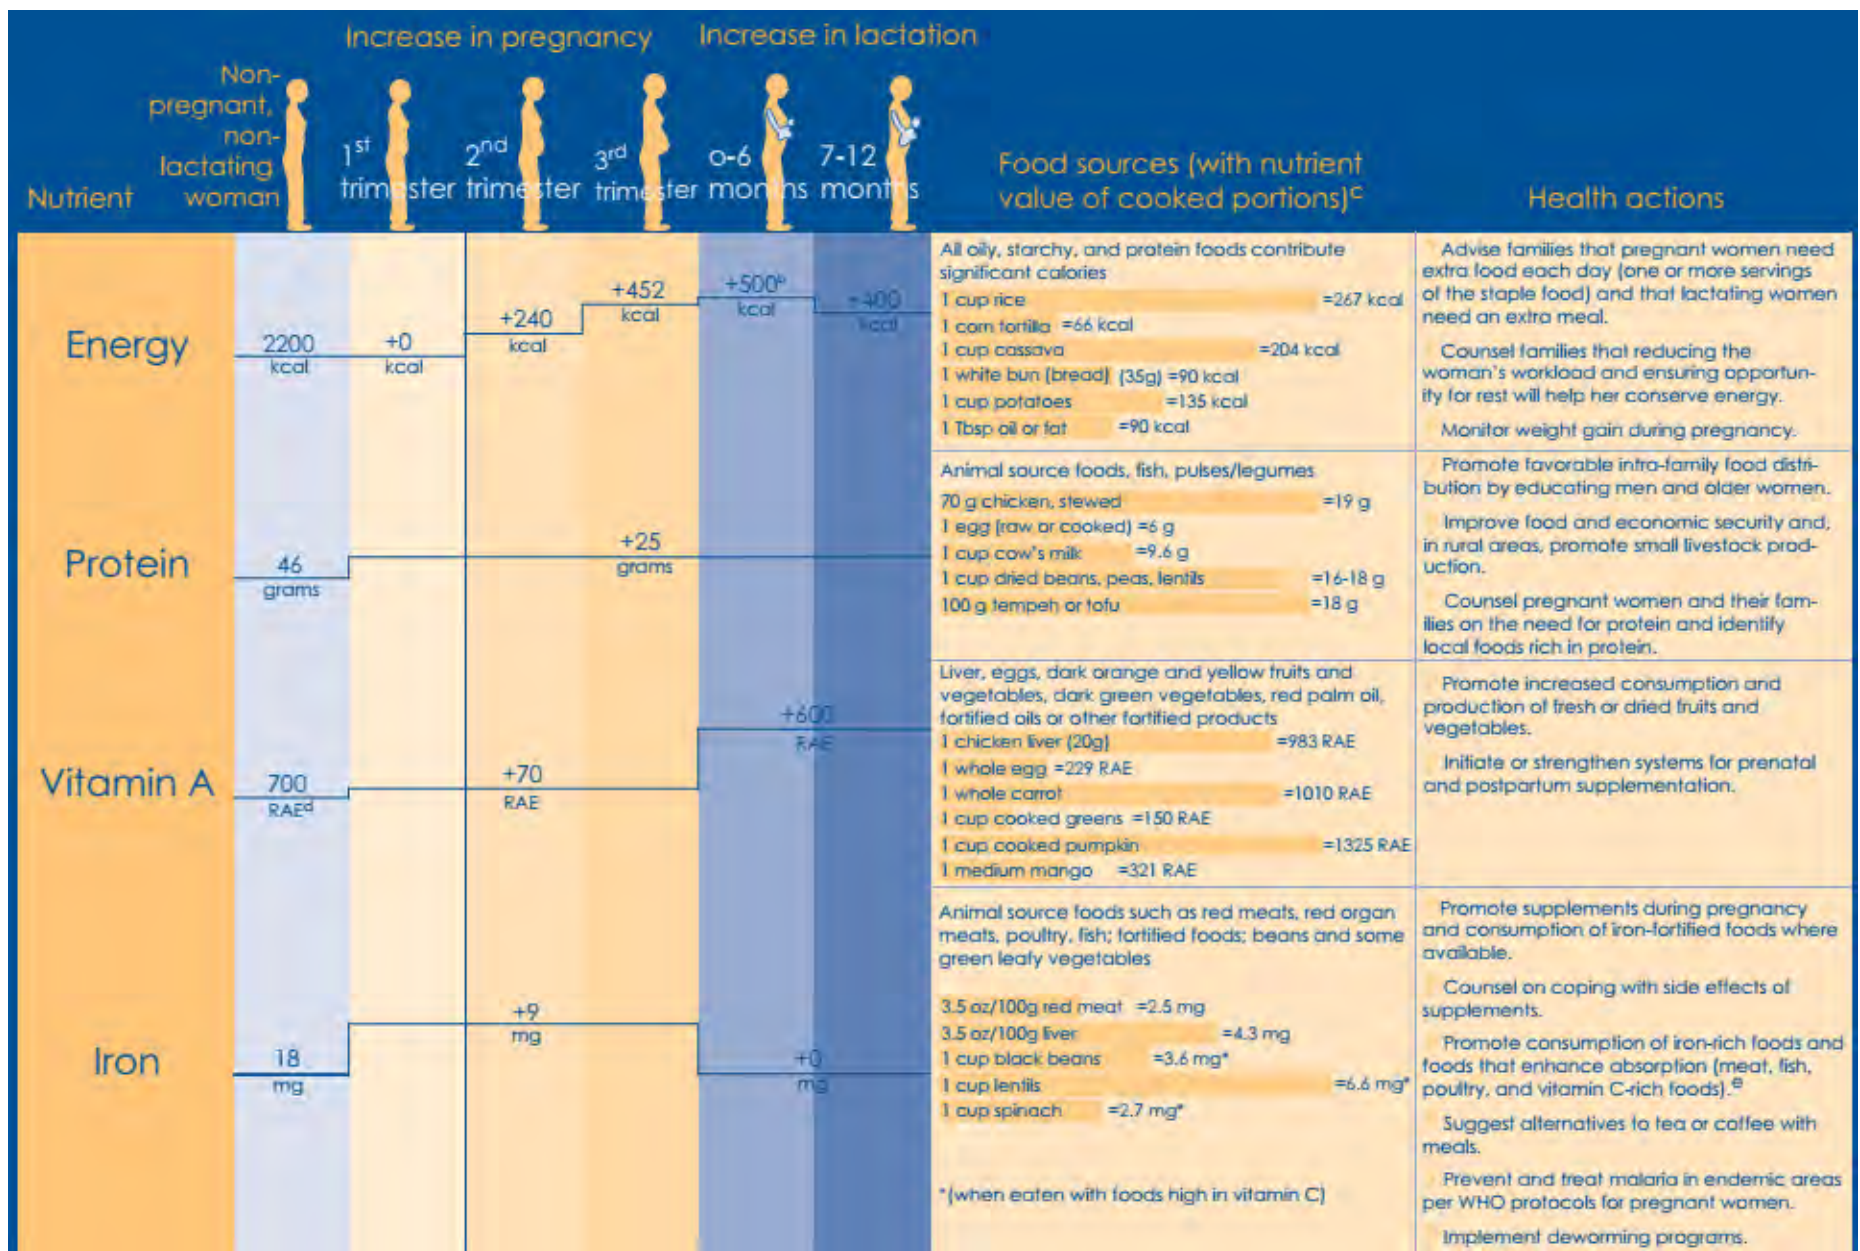 Increase in pregnancy
Increase in lactation
Non-
pregnant,
non-
lactating
woman
Nutrient
1st
trimester
2nd
trimester
3rd
trimester
0-6
months
7-12
months
Food sources (with nutrient
value of cooked portions)c
Health actions
Energy
2200
kcal
+0
kcal
+240
kcal
+452
kcal
+500b
kcal
+400
kcal
All oily, starchy, and protein foods contribute
significant calories
1 cup rice =267 kcal
1 corn tortilla =66 kcal
1 cup cassava =204 kcal
1 white bun (bread) (35g) =90 kcal
1 cup potatoes =135 kcal
1 Tbsp oil or fat =90 kcal
Advise families that pregnant women need
extra food each day (one or more servings
of the staple food) and that lactating women
need an extra meal.
Counsel families that reducing the
woman's workload and ensuring opportun-
ity for rest will help her conserve energy.
Monitor weight gain during pregnancy.
Protein
46
grams
+25
grams
Animal source foods, fish, pulses/legumes
70 g chicken, stewed =19 g
1 egg (raw or cooked) =6 g
1 cup cow's milk =9.6 g
1 cup dried beans, peas, lentils =16-18 g
100 g tempeh or tofu =18 g
Promote favorable intra-family food distri-
bution by educating men and older women.
Improve food and economic security and,
in rural areas, promote small livestock prod-
uction.
Counsel pregnant women and their fam-
ilies on the need for protein and identify
local foods rich in protein.
Vitamin A
700
RAEd
+70
RAE
+600
RAE
Liver, eggs, dark orange and yellow fruits and
vegetables, dark green vegetables, red palm oil,
fortified oils or other fortified products
1 chicken liver (20g) =983 RAE
1 whole egg =229 RAE
1 whole carrot =1010 RAE
1 cup cooked greens =150 RAE
1 cup cooked pumpkin =1325 RAE
1 medium mango =321 RAE
Promote increased consumption and
production of fresh or dried fruits and
vegetables.
Initiate or strengthen systems for prenatal
and postpartum supplementation.
Iron
18
mg
+9
mg
+0
mg
Animal source foods such as red meats, red organ
meats, poultry, fish; fortified foods; beans and some
green leafy vegetables
3.5 oz/100g red meat =2.5 mg
3.5 oz/100g liver =4.3 mg
1 cup black beans =3.6 mg*
1 cup lentils =6.6 mg*
1 cup spinach =2.7 mg*
*(when eaten with foods high in vitamin C)
Promote supplements during pregnancy
and consumption of iron-fortified foods where
available.
Counsel on coping with side effects of
supplements.
Promote consumption of iron-rich foods and
foods that enhance absorption (meat, fish,
poultry, and vitamin C-rich foods).e
Suggest alternatives to tea or coffee with
meals.
Prevent and treat malaria in endemic areas
per WHO protocols for pregnant women.
Implement deworming programs.